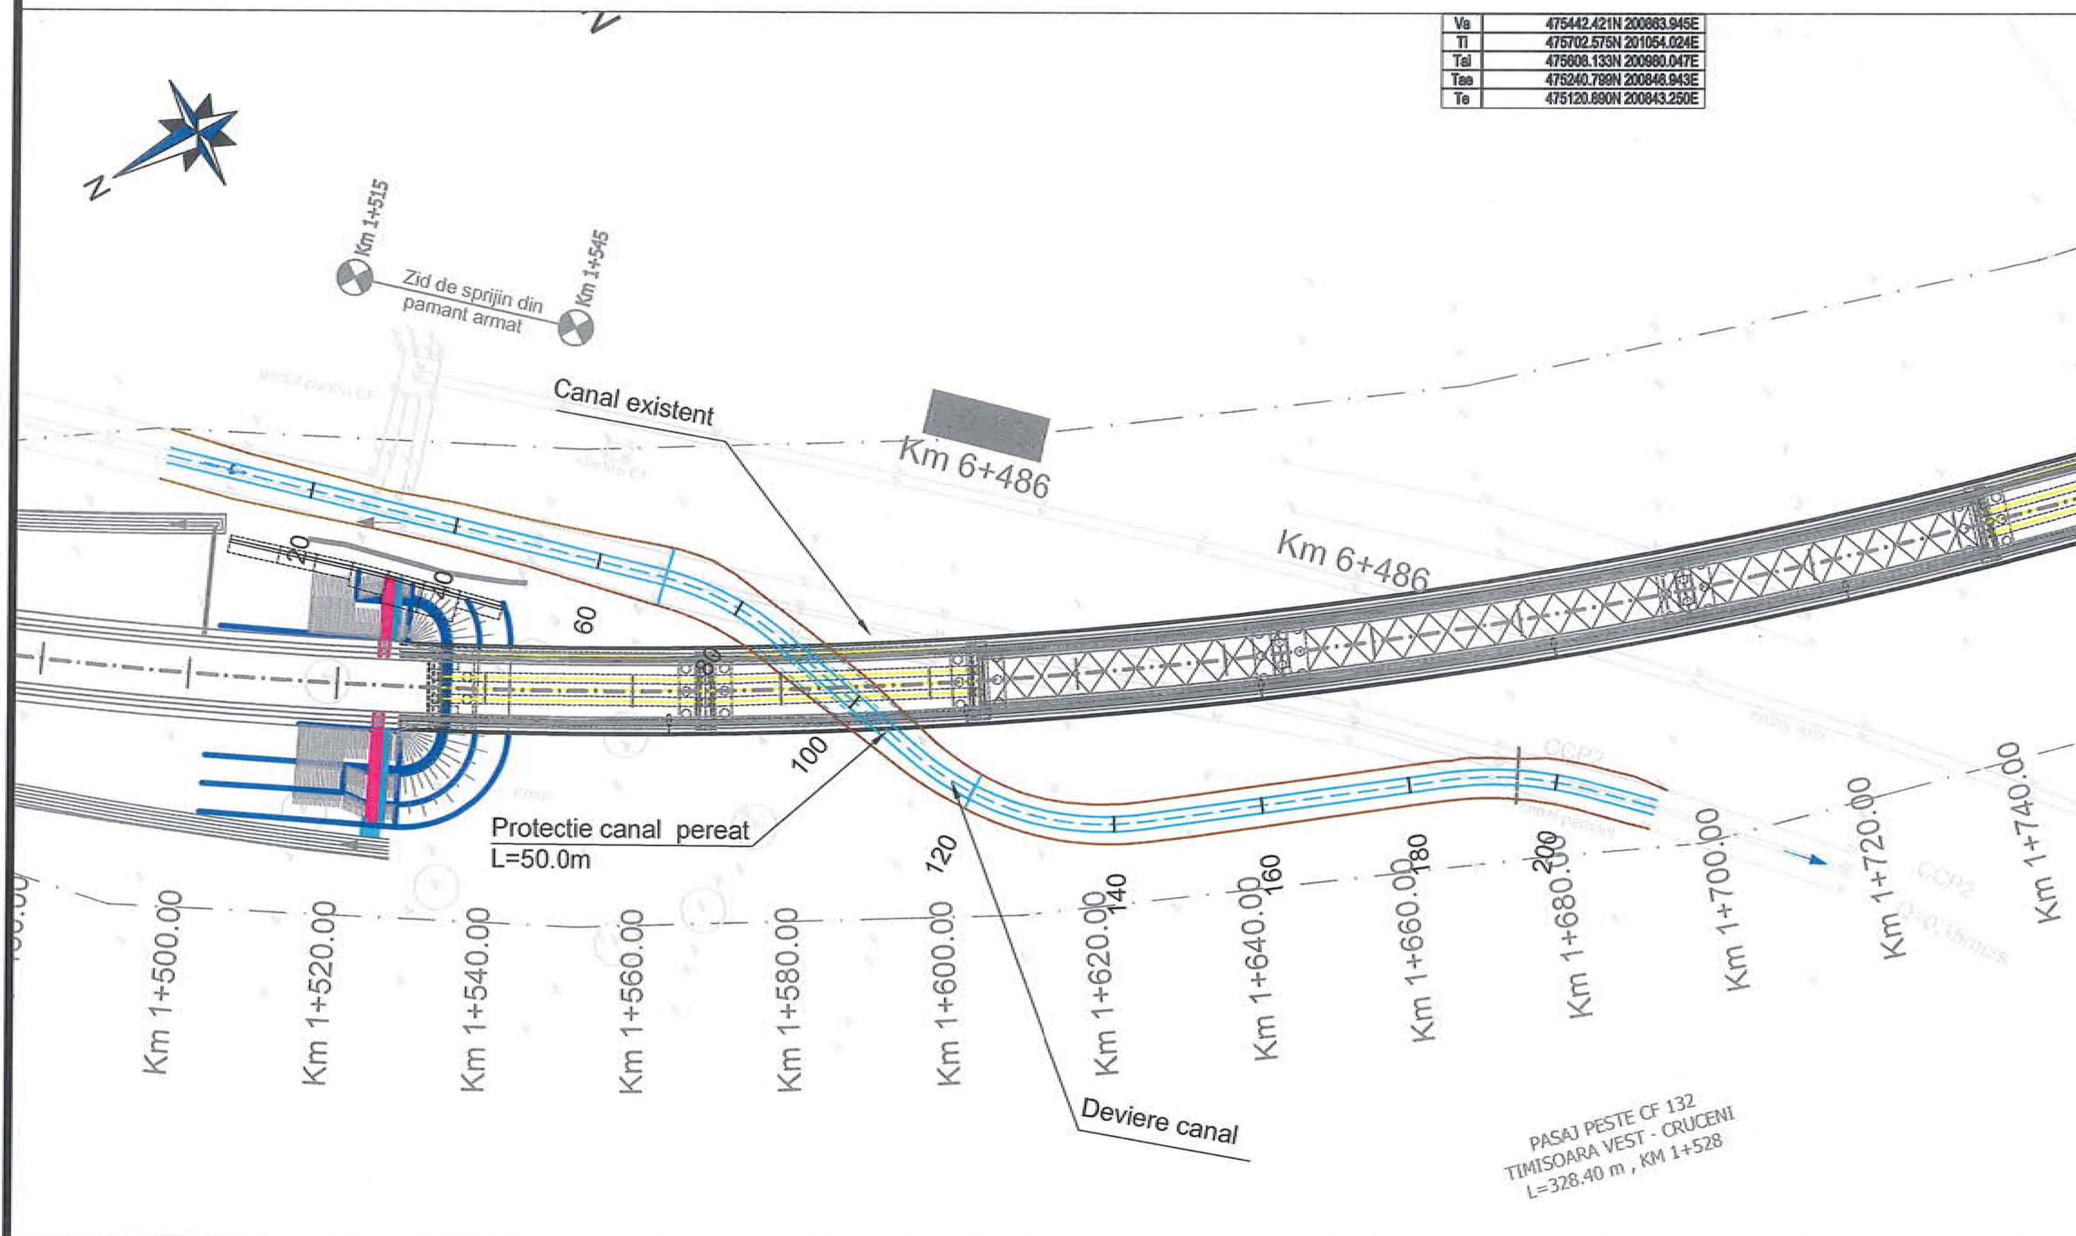 N
Va 475442.421N 200863.945E
Ti 475702.575N 201054.024E
Tai 475608.133N 200980.047E
Tae 475240.799N 200848.943E
Te 475120.890N 200843.250E
N
Km 1+515
Km 1+545
Zid de sprijin din
pamant armat
Canal existent
Km 6+486
Km 6+486
20
40
60
80
100
120
140
160
180
200
Protectie canal pereat
L=50.0m
CCP2
CCP2
Km 1+500.00
Km 1+520.00
Km 1+540.00
Km 1+560.00
Km 1+580.00
Km 1+600.00
Km 1+620.00
Km 1+640.00
Km 1+660.00
Km 1+680.00
Km 1+700.00
Km 1+720.00
Km 1+740.00
Deviere canal
PASAJ PESTE CF 132
TIMISOARA VEST - CRUCENI
L=328.40 m , KM 1+528